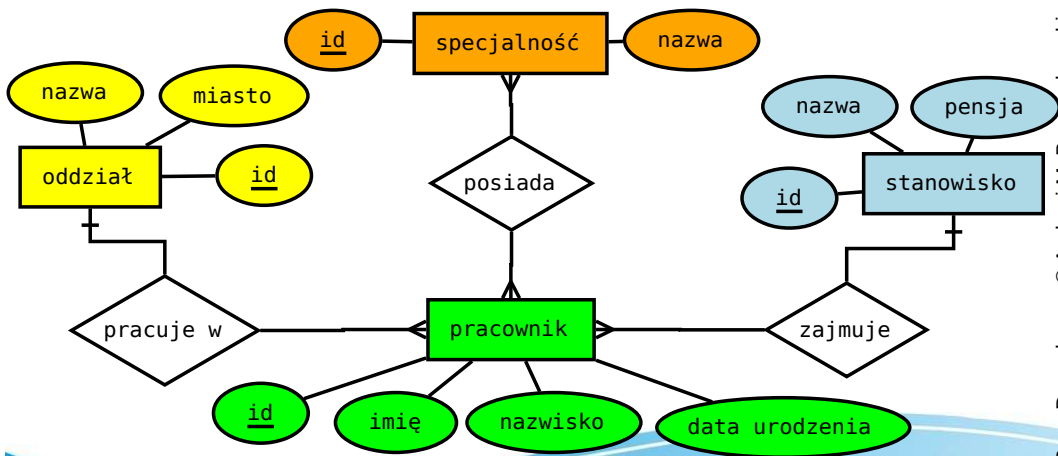 id
specjalność
nazwa
nazwa
miasto
nazwa
pensja
oddział
id
posiada
id
stanowisko
pracuje w
pracownik
zajmuje
id
imię
nazwisko
data urodzenia